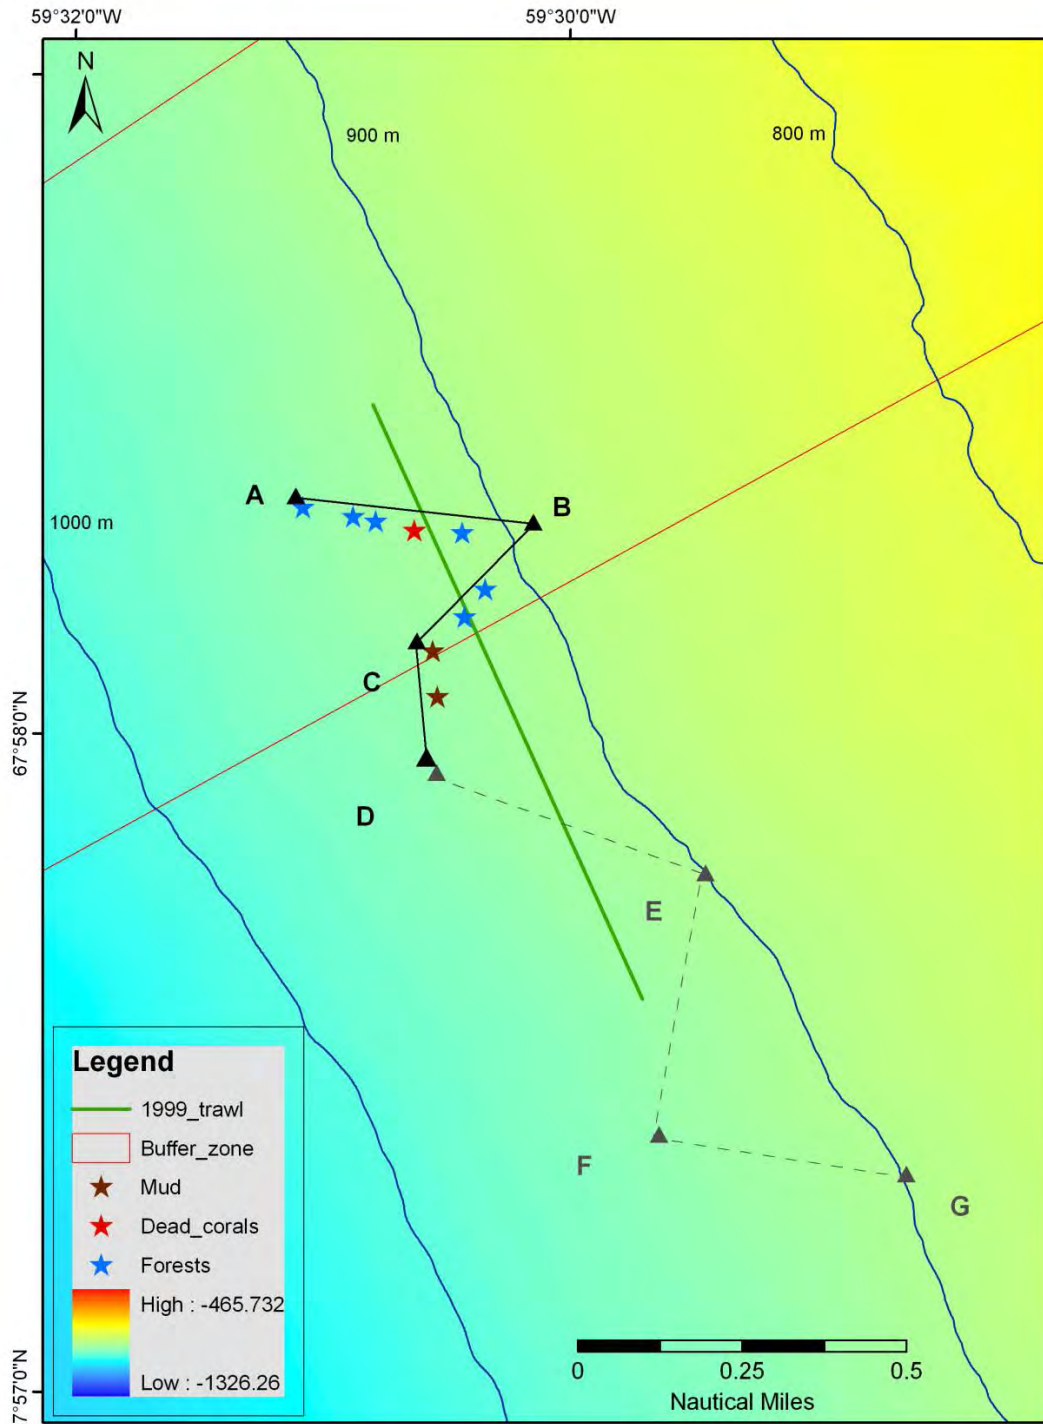 59°32'0"W
59°30'0"W
N
900 m
800 m
A
B
1000 m
C
67°58'0"N
D
E
F
G
7°57'0"N
Legend
1999_trawl
Buffer_zone
Mud
Dead_corals
Forests
High : -465.732
Low : -1326.26
0
0.25
0.5
Nautical Miles